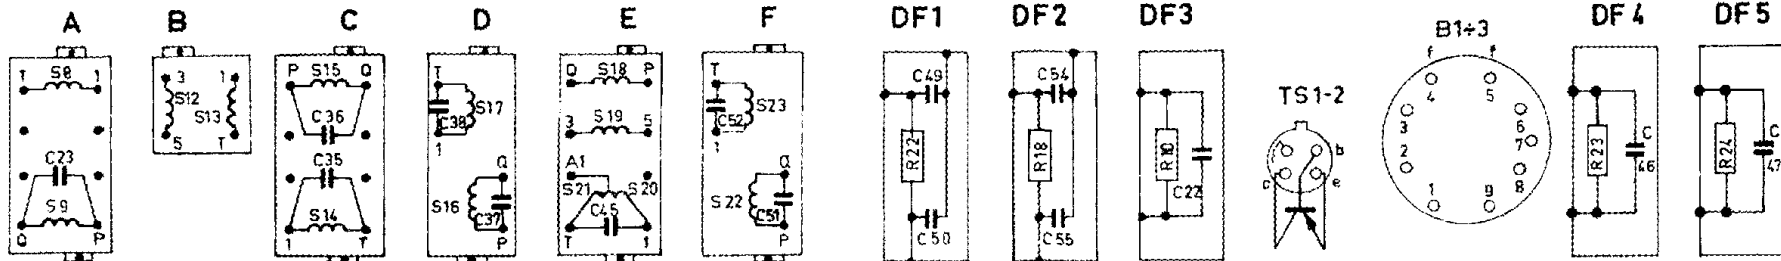 A B C D E F DF1 DF2 DF3 B1÷3 DF4 DF5
T S8 1
C23
S9
Q P
3 1
S12
S13
5 T
P S15 Q
C36
C35
S14
1 T
T
S17
C38
1
Q
S16
C37
P
Q S18 P
3 S19 5
A1
S21 S20
C45
T 1
T
S23
C52
1
Q
S22
C51
P
C49
R22
C50
C54
R18
C55
R10
C22
TS1-2
b
c e
f f
4 5
3 6
7
2 8
1 9
R23
C
46
R24
C
47